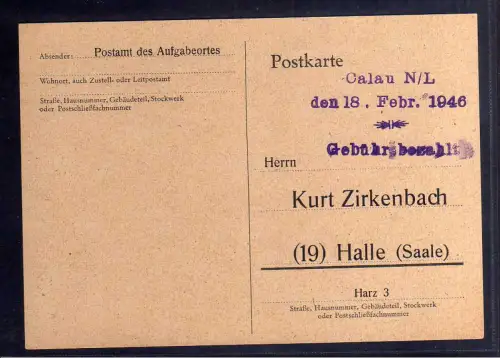 Absender: Postamt des Aufgabeortes
Wohnort, auch Zustell- oder Leitpostamt
Straße, Hausnummer, Gebäudeteil, Stockwerk
oder Postschließfachnummer
Postkarte
Calau N/L
den 18. Febr. 1946
Gebühr bezahlt
Herrn
Kurt Zirkenbach
(19) Halle (Saale)
Harz 3
Straße, Hausnummer, Gebäudeteil, Stockwerk
oder Postschließfachnummer